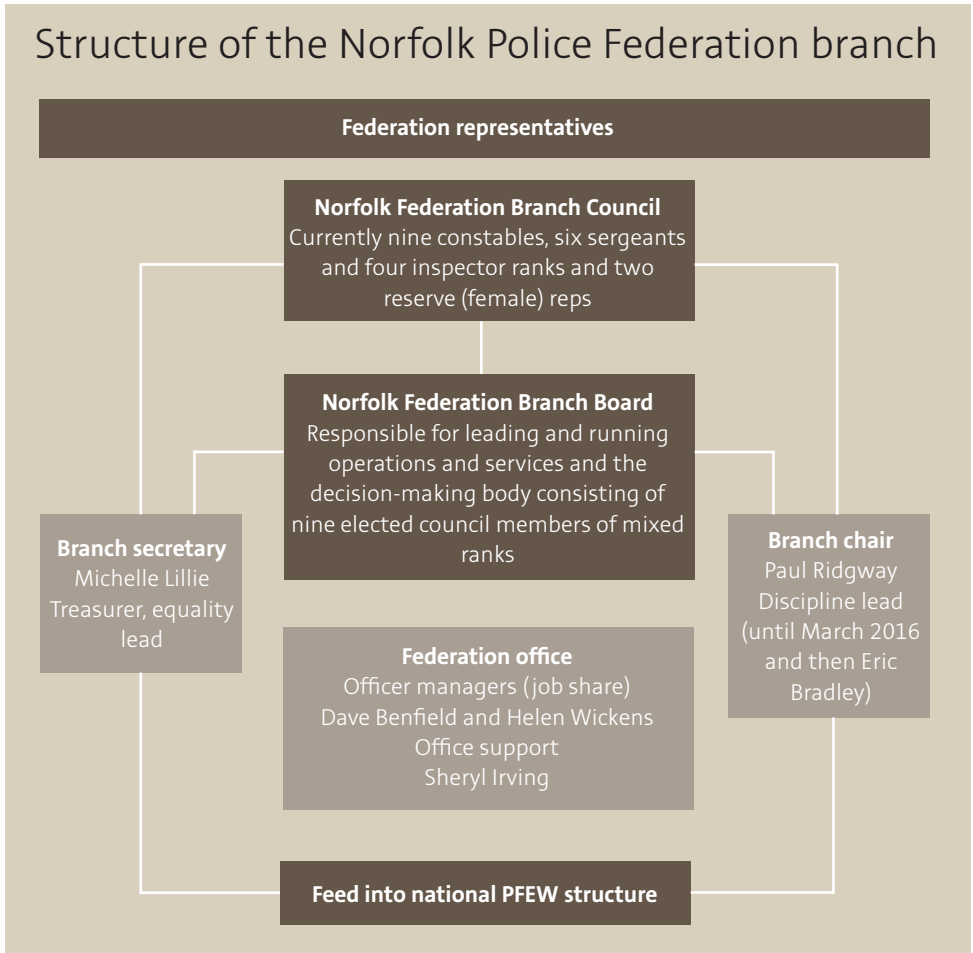 Structure of the Norfolk Police Federation branch
Federation representatives
Norfolk Federation Branch Council
Currently nine constables, six sergeants
and four inspector ranks and two
reserve (female) reps
Norfolk Federation Branch Board
Responsible for leading and running
operations and services and the
decision-making body consisting of
nine elected council members of mixed
ranks
Branch secretary
Michelle Lillie
Treasurer, equality
lead
Branch chair
Paul Ridgway
Discipline lead
(until March 2016
and then Eric
Bradley)
Federation office
Officer managers (job share)
Dave Benfield and Helen Wickens
Office support
Sheryl Irving
Feed into national PFEW structure